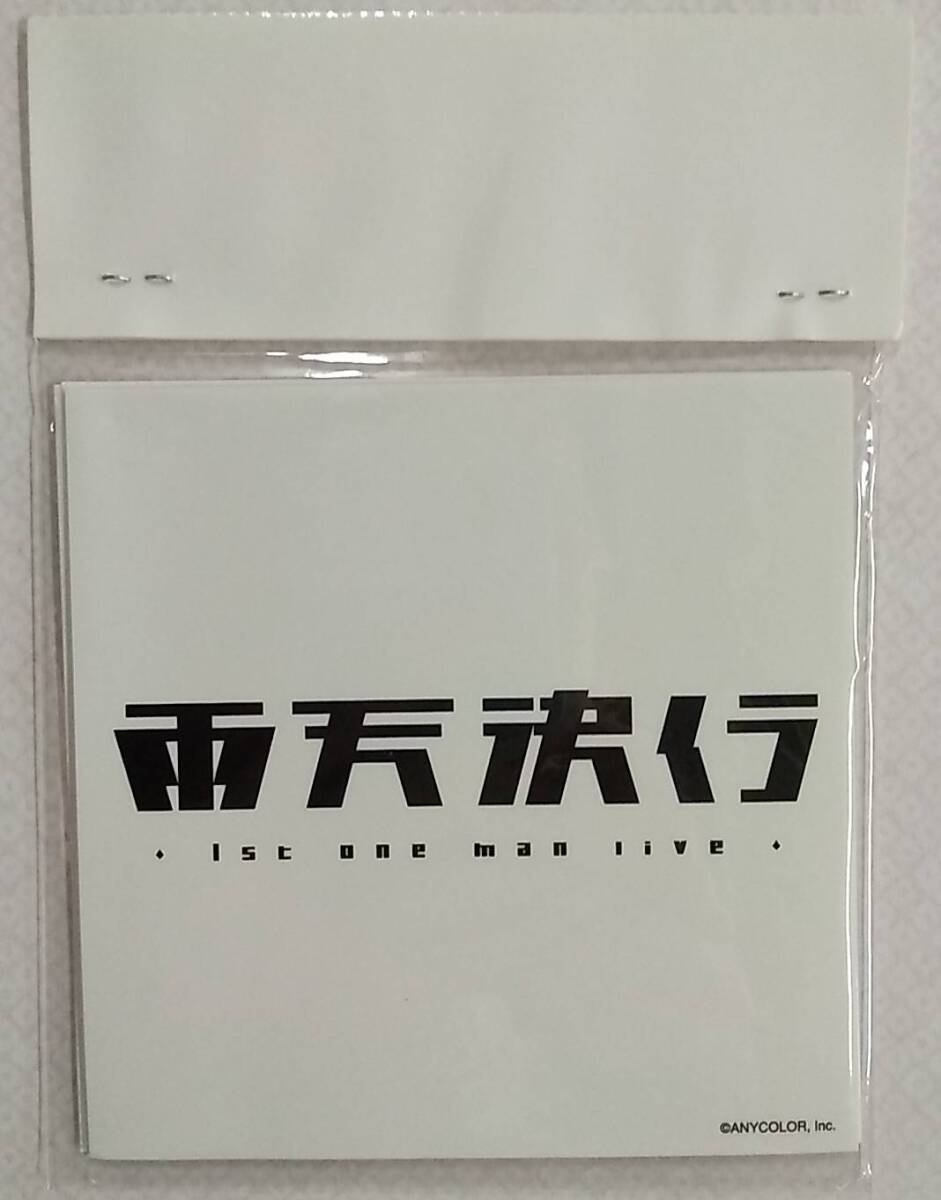 雨天決行
♦ 1st one man live ♦
©ANYCOLOR, Inc.